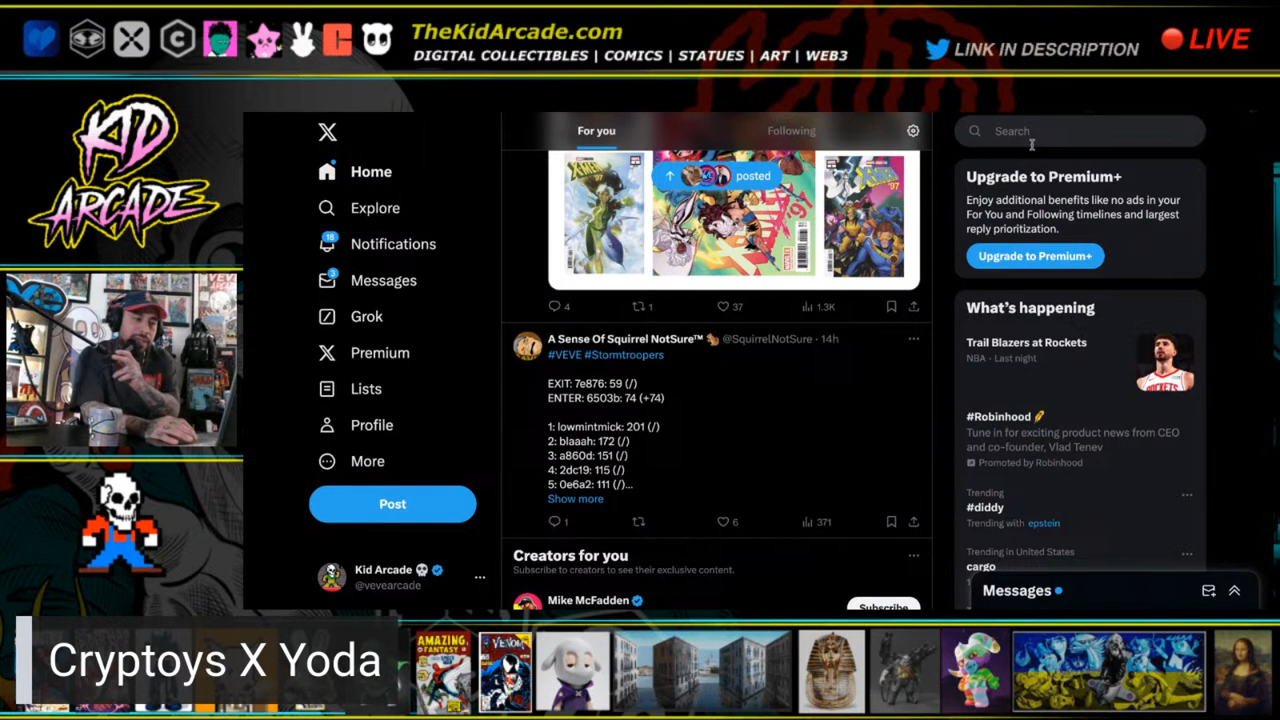 TheKidArcade.com
DIGITAL COLLECTIBLES | COMICS | STATUES | ART | WEB3
LINK IN DESCRIPTION
LIVE
KID
ARCADE
Home
Explore
18
Notifications
3
Messages
Grok
Premium
Lists
Profile
More
Post
Kid Arcade
@vevearcade
For you
Following
posted
4
1
37
1.3K
A Sense Of Squirrel NotSure™ @SquirrelNotSure · 14h
#VEVE #Stormtroopers
EXIT: 7e876: 59 (/)
ENTER: 6503b: 74 (+74)
1: lowmintmick: 201 (/)
2: blaaah: 172 (/)
3: a860d: 151 (/)
4: 2dc19: 115 (/)
5: 0e6a2: 111 (/)...
Show more
1
6
371
Creators for you
Subscribe to creators to see their exclusive content.
Mike McFadden
Subscribe
Search
Upgrade to Premium+
Enjoy additional benefits like no ads in your
For You and Following timelines and largest
reply prioritization.
Upgrade to Premium+
What's happening
Trail Blazers at Rockets
NBA · Last night
#Robinhood
Tune in for exciting product news from CEO
and co-founder, Vlad Tenev
Promoted by Robinhood
Trending
#diddy
Trending with epstein
Trending in United States
cargo
Messages
Cryptoys X Yoda
AMAZING
FANTASY
VENOM